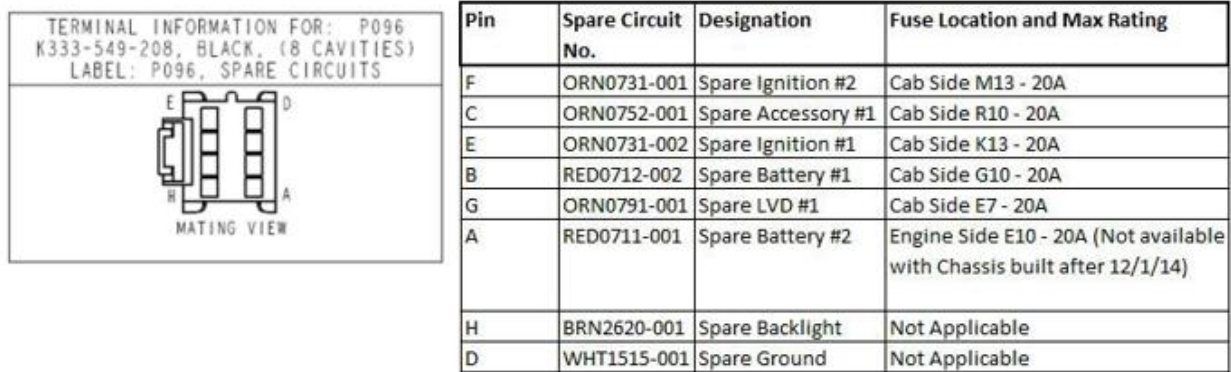 TERMINAL INFORMATION FOR: P096
K333-549-208, BLACK, (8 CAVITIES)
LABEL: P096, SPARE CIRCUITS
E D
H A
MATING VIEW
Pin Spare Circuit No. Designation Fuse Location and Max Rating
F ORN0731-001 Spare Ignition #2 Cab Side M13 - 20A
C ORN0752-001 Spare Accessory #1 Cab Side R10 - 20A
E ORN0731-002 Spare Ignition #1 Cab Side K13 - 20A
B RED0712-002 Spare Battery #1 Cab Side G10 - 20A
G ORN0791-001 Spare LVD #1 Cab Side E7 - 20A
A RED0711-001 Spare Battery #2 Engine Side E10 - 20A (Not available
with Chassis built after 12/1/14)
H BRN2620-001 Spare Backlight Not Applicable
D WHT1515-001 Spare Ground Not Applicable